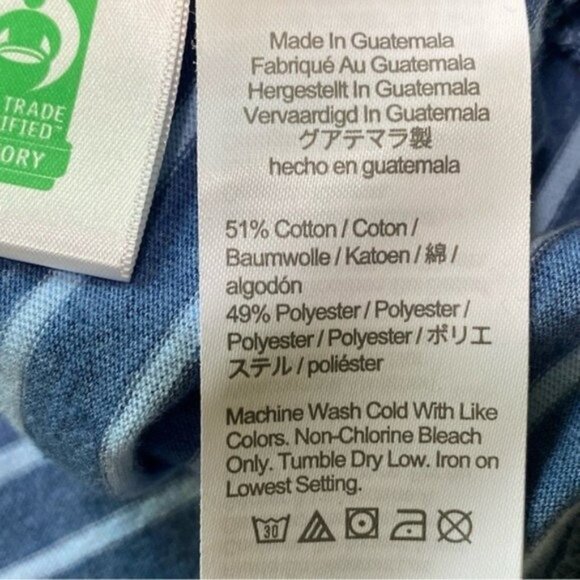 TRADE
IFIED™
ORY
Made In Guatemala
Fabriqué Au Guatemala
Hergestellt In Guatemala
Vervaardigd In Guatemala
グアテマラ製
hecho en guatemala
51% Cotton / Coton /
Baumwolle / Katoen / 綿 /
algodón
49% Polyester / Polyester /
Polyester / Polyester / ポリエ
ステル / poliéster
Machine Wash Cold With Like
Colors. Non-Chlorine Bleach
Only. Tumble Dry Low. Iron on
Lowest Setting.
30